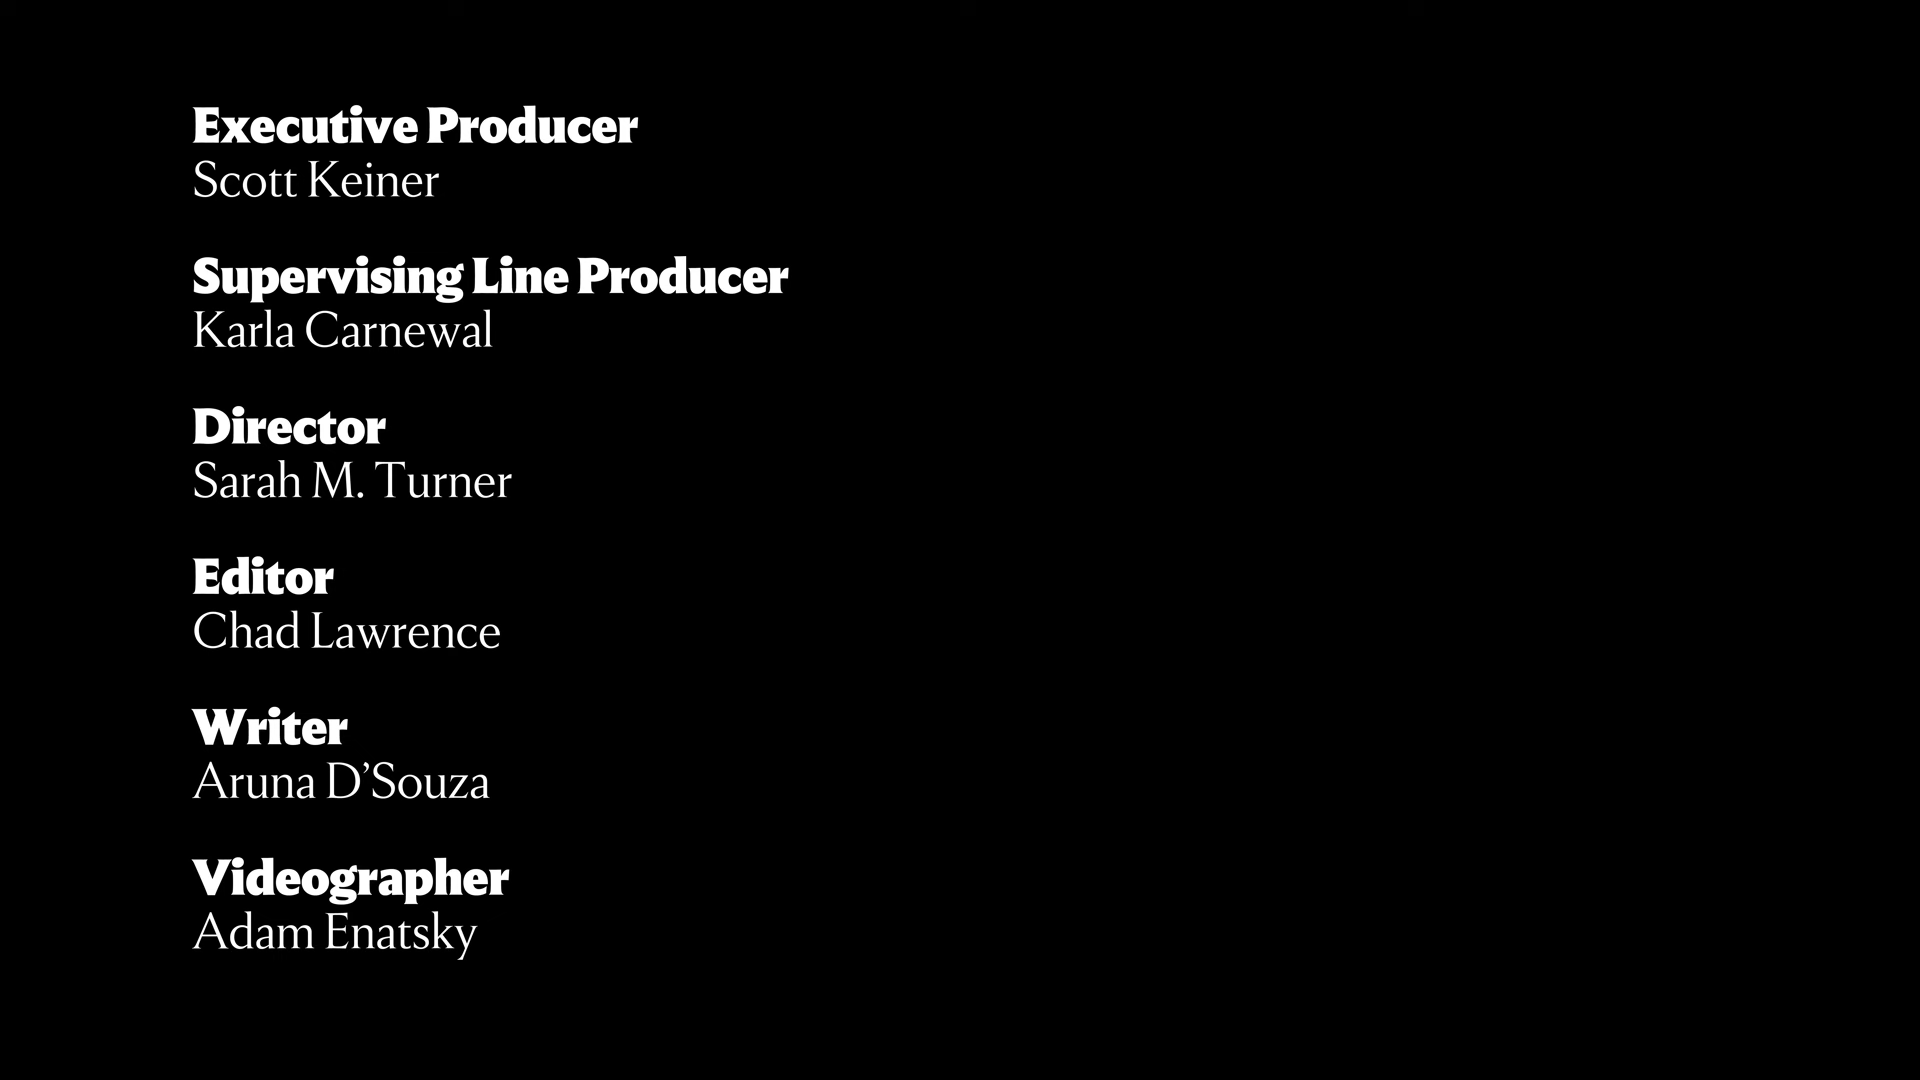 Executive Producer
Scott Keiner
Supervising Line Producer
Karla Carnewal
Director
Sarah M. Turner
Editor
Chad Lawrence
Writer
Aruna D’Souza
Videographer
Adam Enatsky